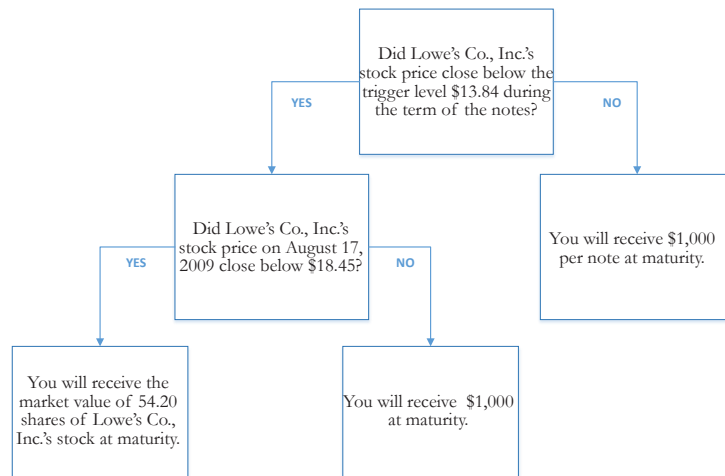 Did Lowe's Co., Inc.'s
stock price close below the
trigger level $13.84 during
the term of the notes?
YES
NO
Did Lowe's Co., Inc.'s
stock price on August 17,
2009 close below $18.45?
You will receive $1,000
per note at maturity.
YES
NO
You will receive the
market value of 54.20
shares of Lowe's Co.,
Inc.'s stock at maturity.
You will receive $1,000
at maturity.